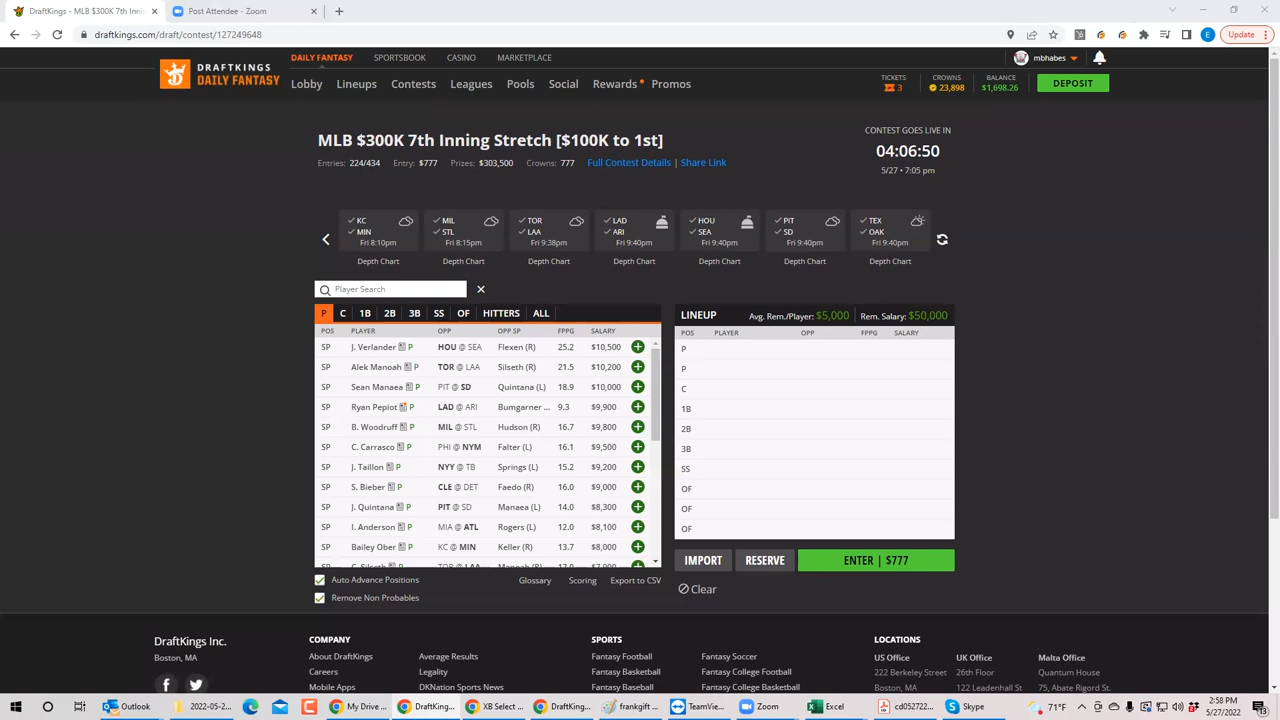 DraftKings - MLB $300K 7th Inni
Post Attendee - Zoom
draftkings.com/draft/contest/127249648
E
Update
DRAFTKINGS
DAILY FANTASY
DAILY FANTASY SPORTSBOOK CASINO MARKETPLACE
mbhabes
Lobby Lineups Contests Leagues Pools Social Rewards Promos
TICKETS CROWNS BALANCE
3 23,898 $1,698.26
DEPOSIT
MLB $300K 7th Inning Stretch [$100K to 1st]
Entries: 224/434 Entry: $777 Prizes: $303,500 Crowns: 777 Full Contest Details | Share Link
CONTEST GOES LIVE IN
04:06:50
5/27 • 7:05 pm
KC MIL TOR LAD HOU PIT TEX
MIN STL LAA ARI SEA SD OAK
Fri 8:10pm Fri 8:15pm Fri 9:38pm Fri 9:40pm Fri 9:40pm Fri 9:40pm Fri 9:40pm
Depth Chart Depth Chart Depth Chart Depth Chart Depth Chart Depth Chart Depth Chart
Player Search
P C 1B 2B 3B SS OF HITTERS ALL
POS PLAYER OPP OPP SP FPPG SALARY
SP J. Verlander P HOU @ SEA Flexen (R) 25.2 $10,500
SP Alek Manoah P TOR @ LAA Silseth (R) 21.5 $10,200
SP Sean Manaea P PIT @ SD Quintana (L) 18.9 $10,000
SP Ryan Pepiot P LAD @ ARI Bumgarner ... 9.3 $9,900
SP B. Woodruff P MIL @ STL Hudson (R) 16.7 $9,800
SP C. Carrasco P PHI @ NYM Falter (L) 16.1 $9,500
SP J. Taillon P NYY @ TB Springs (L) 15.2 $9,200
SP S. Bieber P CLE @ DET Faedo (R) 16.0 $9,000
SP J. Quintana P PIT @ SD Manaea (L) 14.0 $8,300
SP I. Anderson P MIA @ ATL Rogers (L) 12.0 $8,100
SP Bailey Ober P KC @ MIN Keller (R) 13.7 $8,000
LINEUP Avg. Rem./Player: $5,000 Rem. Salary: $50,000
POS PLAYER OPP FPPG SALARY
P
P
C
1B
2B
3B
SS
OF
OF
OF
IMPORT RESERVE ENTER | $777
Clear
Auto Advance Positions Glossary Scoring Export to CSV
Remove Non Probables
DraftKings Inc.
Boston, MA
COMPANY
About DraftKings Average Results
Careers Legality
Mobile Apps DKNation Sports News
SPORTS
Fantasy Football Fantasy Soccer
Fantasy Basketball Fantasy College Football
Fantasy Baseball Fantasy College Basketball
LOCATIONS
US Office UK Office Malta Office
222 Berkeley Street 26th Floor Quantum House
Boston, MA 122 Leadenhall St 75, Abate Rigord St.
Outlook 2022-05-2... My Drive ... DraftKing... XB Select ... DraftKing... frankgift ... TeamView... Zoom Excel cd052722... Skype 71°F
2:58 PM
5/27/2022